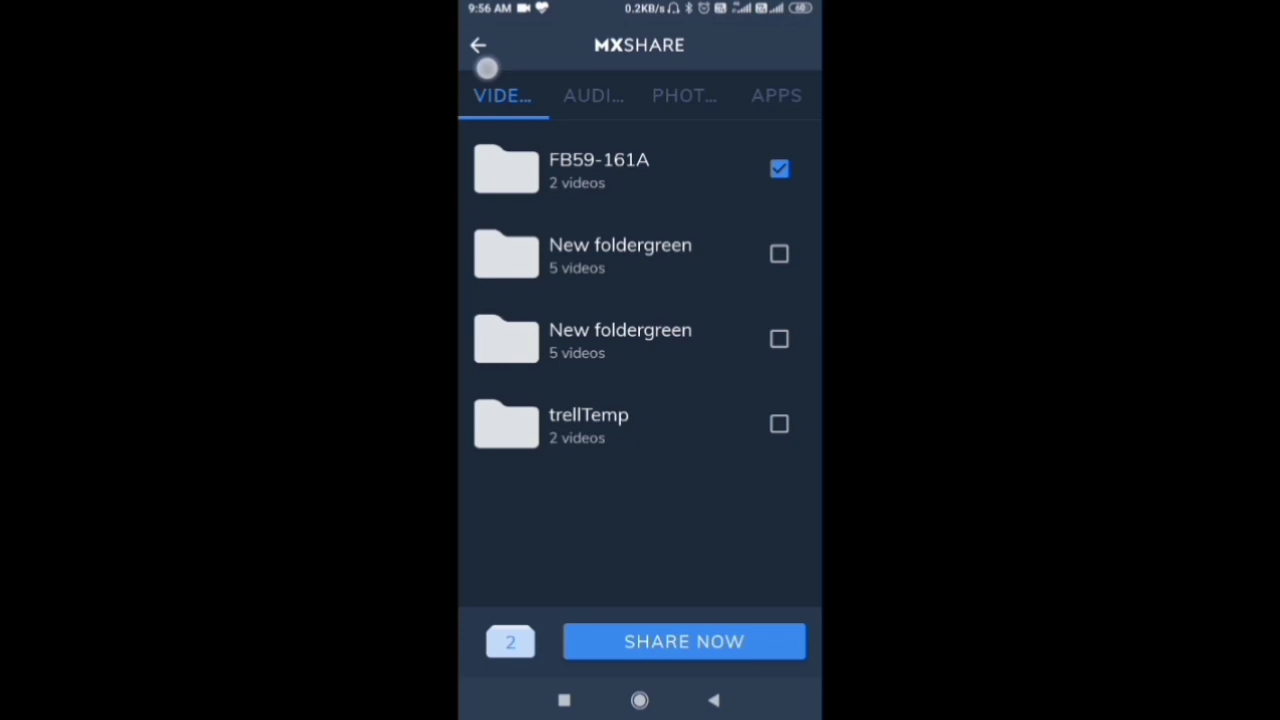 9:56 AM 0.2KB/s 60
MXSHARE
VIDE... AUDI... PHOT... APPS
FB59-161A
2 videos
New foldergreen
5 videos
New foldergreen
5 videos
trellTemp
2 videos
2 SHARE NOW